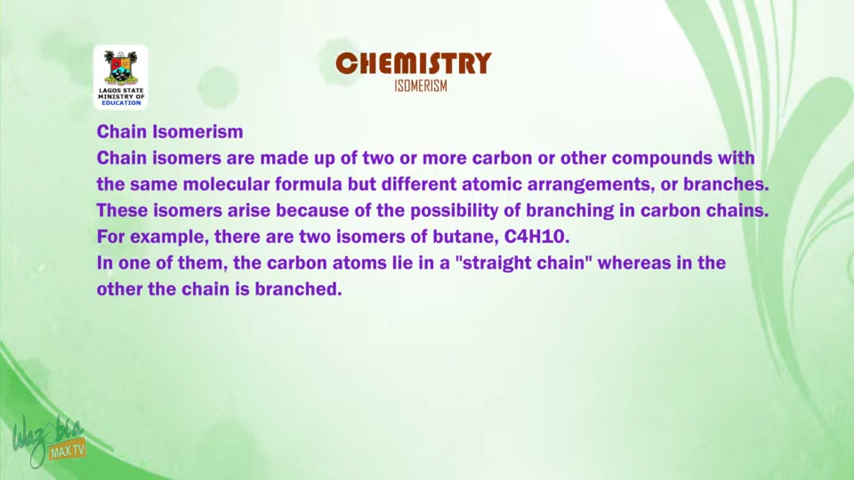 CHEMISTRY
ISOMERISM
LAGOS STATE
MINISTRY OF
EDUCATION
Chain Isomerism
Chain isomers are made up of two or more carbon or other compounds with
the same molecular formula but different atomic arrangements, or branches.
These isomers arise because of the possibility of branching in carbon chains.
For example, there are two isomers of butane, C4H10.
In one of them, the carbon atoms lie in a "straight chain" whereas in the
other the chain is branched.
Wazobia
MAX TV